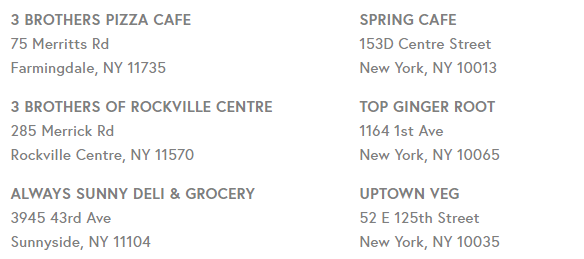 3 BROTHERS PIZZA CAFE
75 Merritts Rd
Farmingdale, NY 11735
3 BROTHERS OF ROCKVILLE CENTRE
285 Merrick Rd
Rockville Centre, NY 11570
ALWAYS SUNNY DELI & GROCERY
3945 43rd Ave
Sunnyside, NY 11104
SPRING CAFE
153D Centre Street
New York, NY 10013
TOP GINGER ROOT
1164 1st Ave
New York, NY 10065
UPTOWN VEG
52 E 125th Street
New York, NY 10035